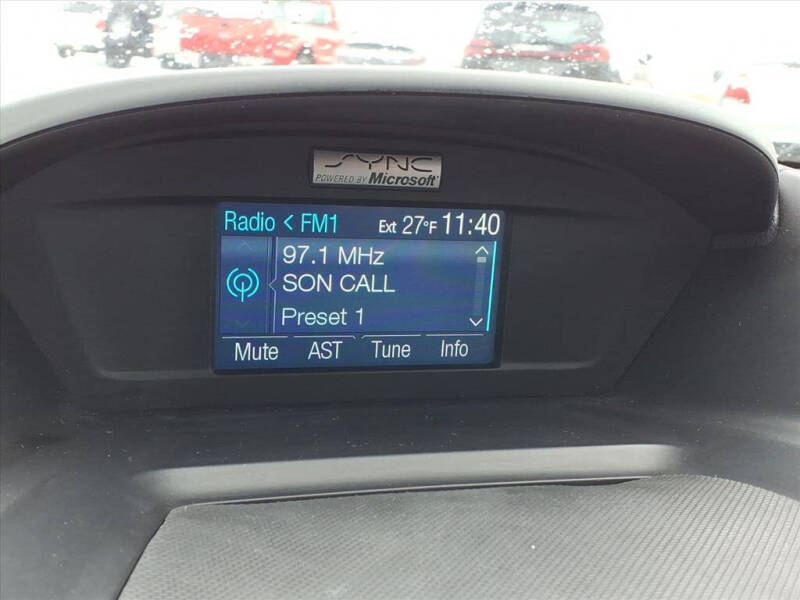 SYNC
POWERED BY Microsoft
Radio < FM1 Ext 27°F 11:40
97.1 MHz
SON CALL
Preset 1
Mute AST Tune Info